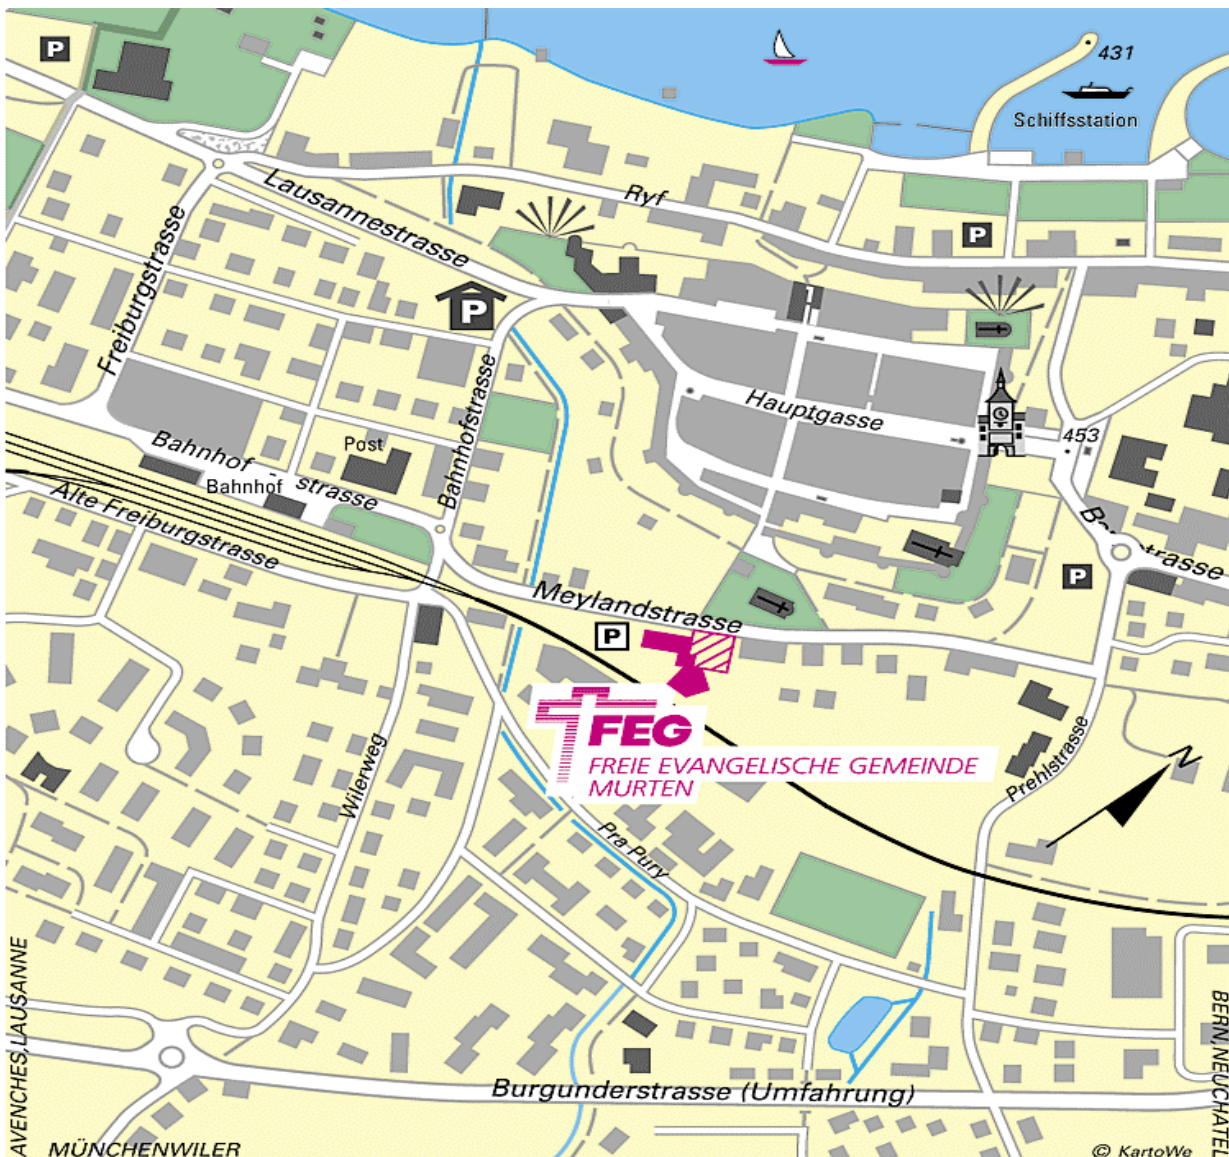 P
431
Schiffsstation
Ryf
Lausannestrasse
Freiburgstrasse
P
P
1
Hauptgasse
453
Bahnhofstrasse
Post
Bahnhof - strasse
Bahnhof
Alte Freiburgstrasse
P
Meylandstrasse
P
FEG
FREIE EVANGELISCHE GEMEINDE
MURTEN
N
Prehlstrasse
Wilerweg
Pra Pury
AVENCHES,LAUSANNE
BERN,NEUCHATEL
Burgunderstrasse (Umfahrung)
MÜNCHENWILER
© KartoWe